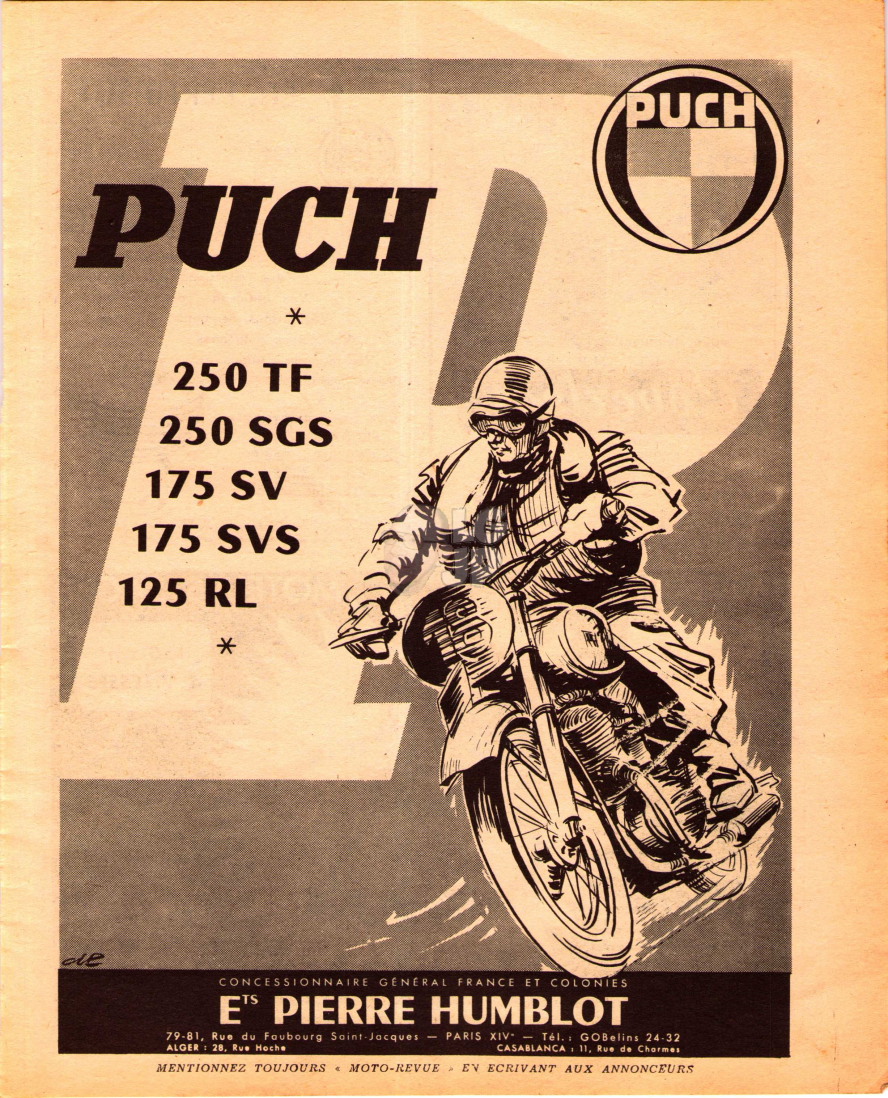 PUCH
PUCH
*
250 TF
250 SGS
175 SV
175 SVS
125 RL
*
CONCESSIONNAIRE GÉNÉRAL FRANCE ET COLONIES
ETS PIERRE HUMBLOT
79-81, Rue du Faubourg Saint-Jacques — PARIS XIVᵉ — Tél. : GOBelins 24-32
ALGER : 28, Rue Hoche CASABLANCA : 11, Rue de Charmes
MENTIONNEZ TOUJOURS « MOTO-REVUE » EN ECRIVANT AUX ANNONCEURS